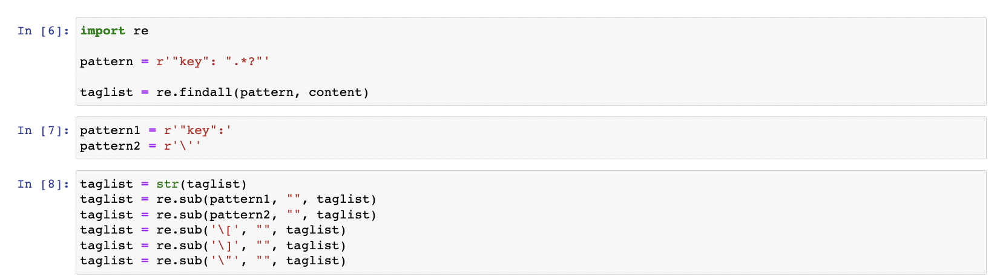 In [6]: import re
pattern = r'"key": ".*?"'
taglist = re.findall(pattern, content)
In [7]: pattern1 = r'"key":'
pattern2 = r'\''
In [8]: taglist = str(taglist)
taglist = re.sub(pattern1, "", taglist)
taglist = re.sub(pattern2, "", taglist)
taglist = re.sub('\[', "", taglist)
taglist = re.sub('\]', "", taglist)
taglist = re.sub('\"', "", taglist)